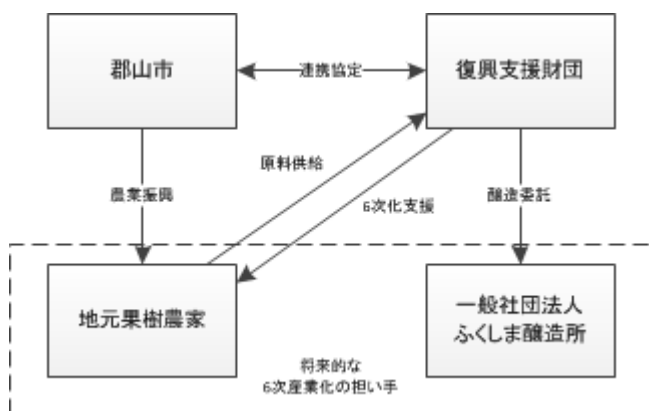 郡山市
連携協定
復興支援財団
原料供給
農業振興
6次化支援
醸造委託
地元果樹農家
一般社団法人
ふくしま醸造所
将来的な
6次産業化の担い手